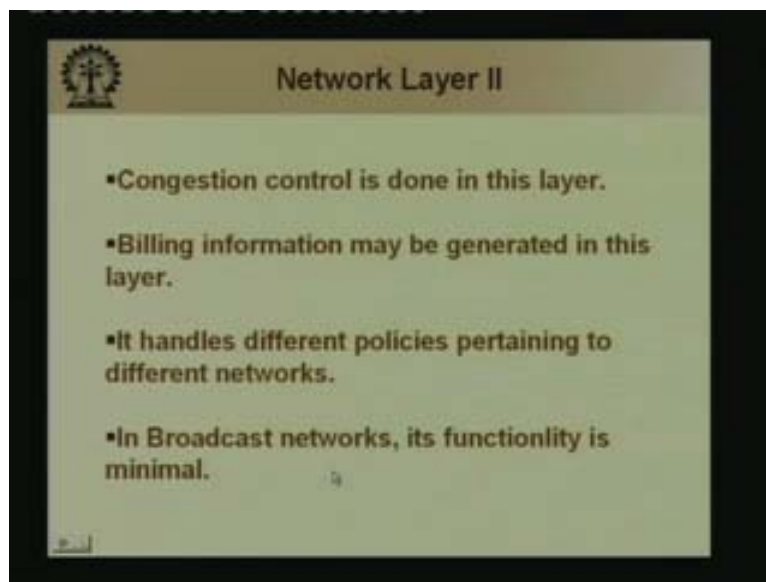 Network Layer II
▪Congestion control is done in this layer.
▪Billing information may be generated in this
layer.
▪It handles different policies pertaining to
different networks.
▪In Broadcast networks, its functionlity is
minimal.